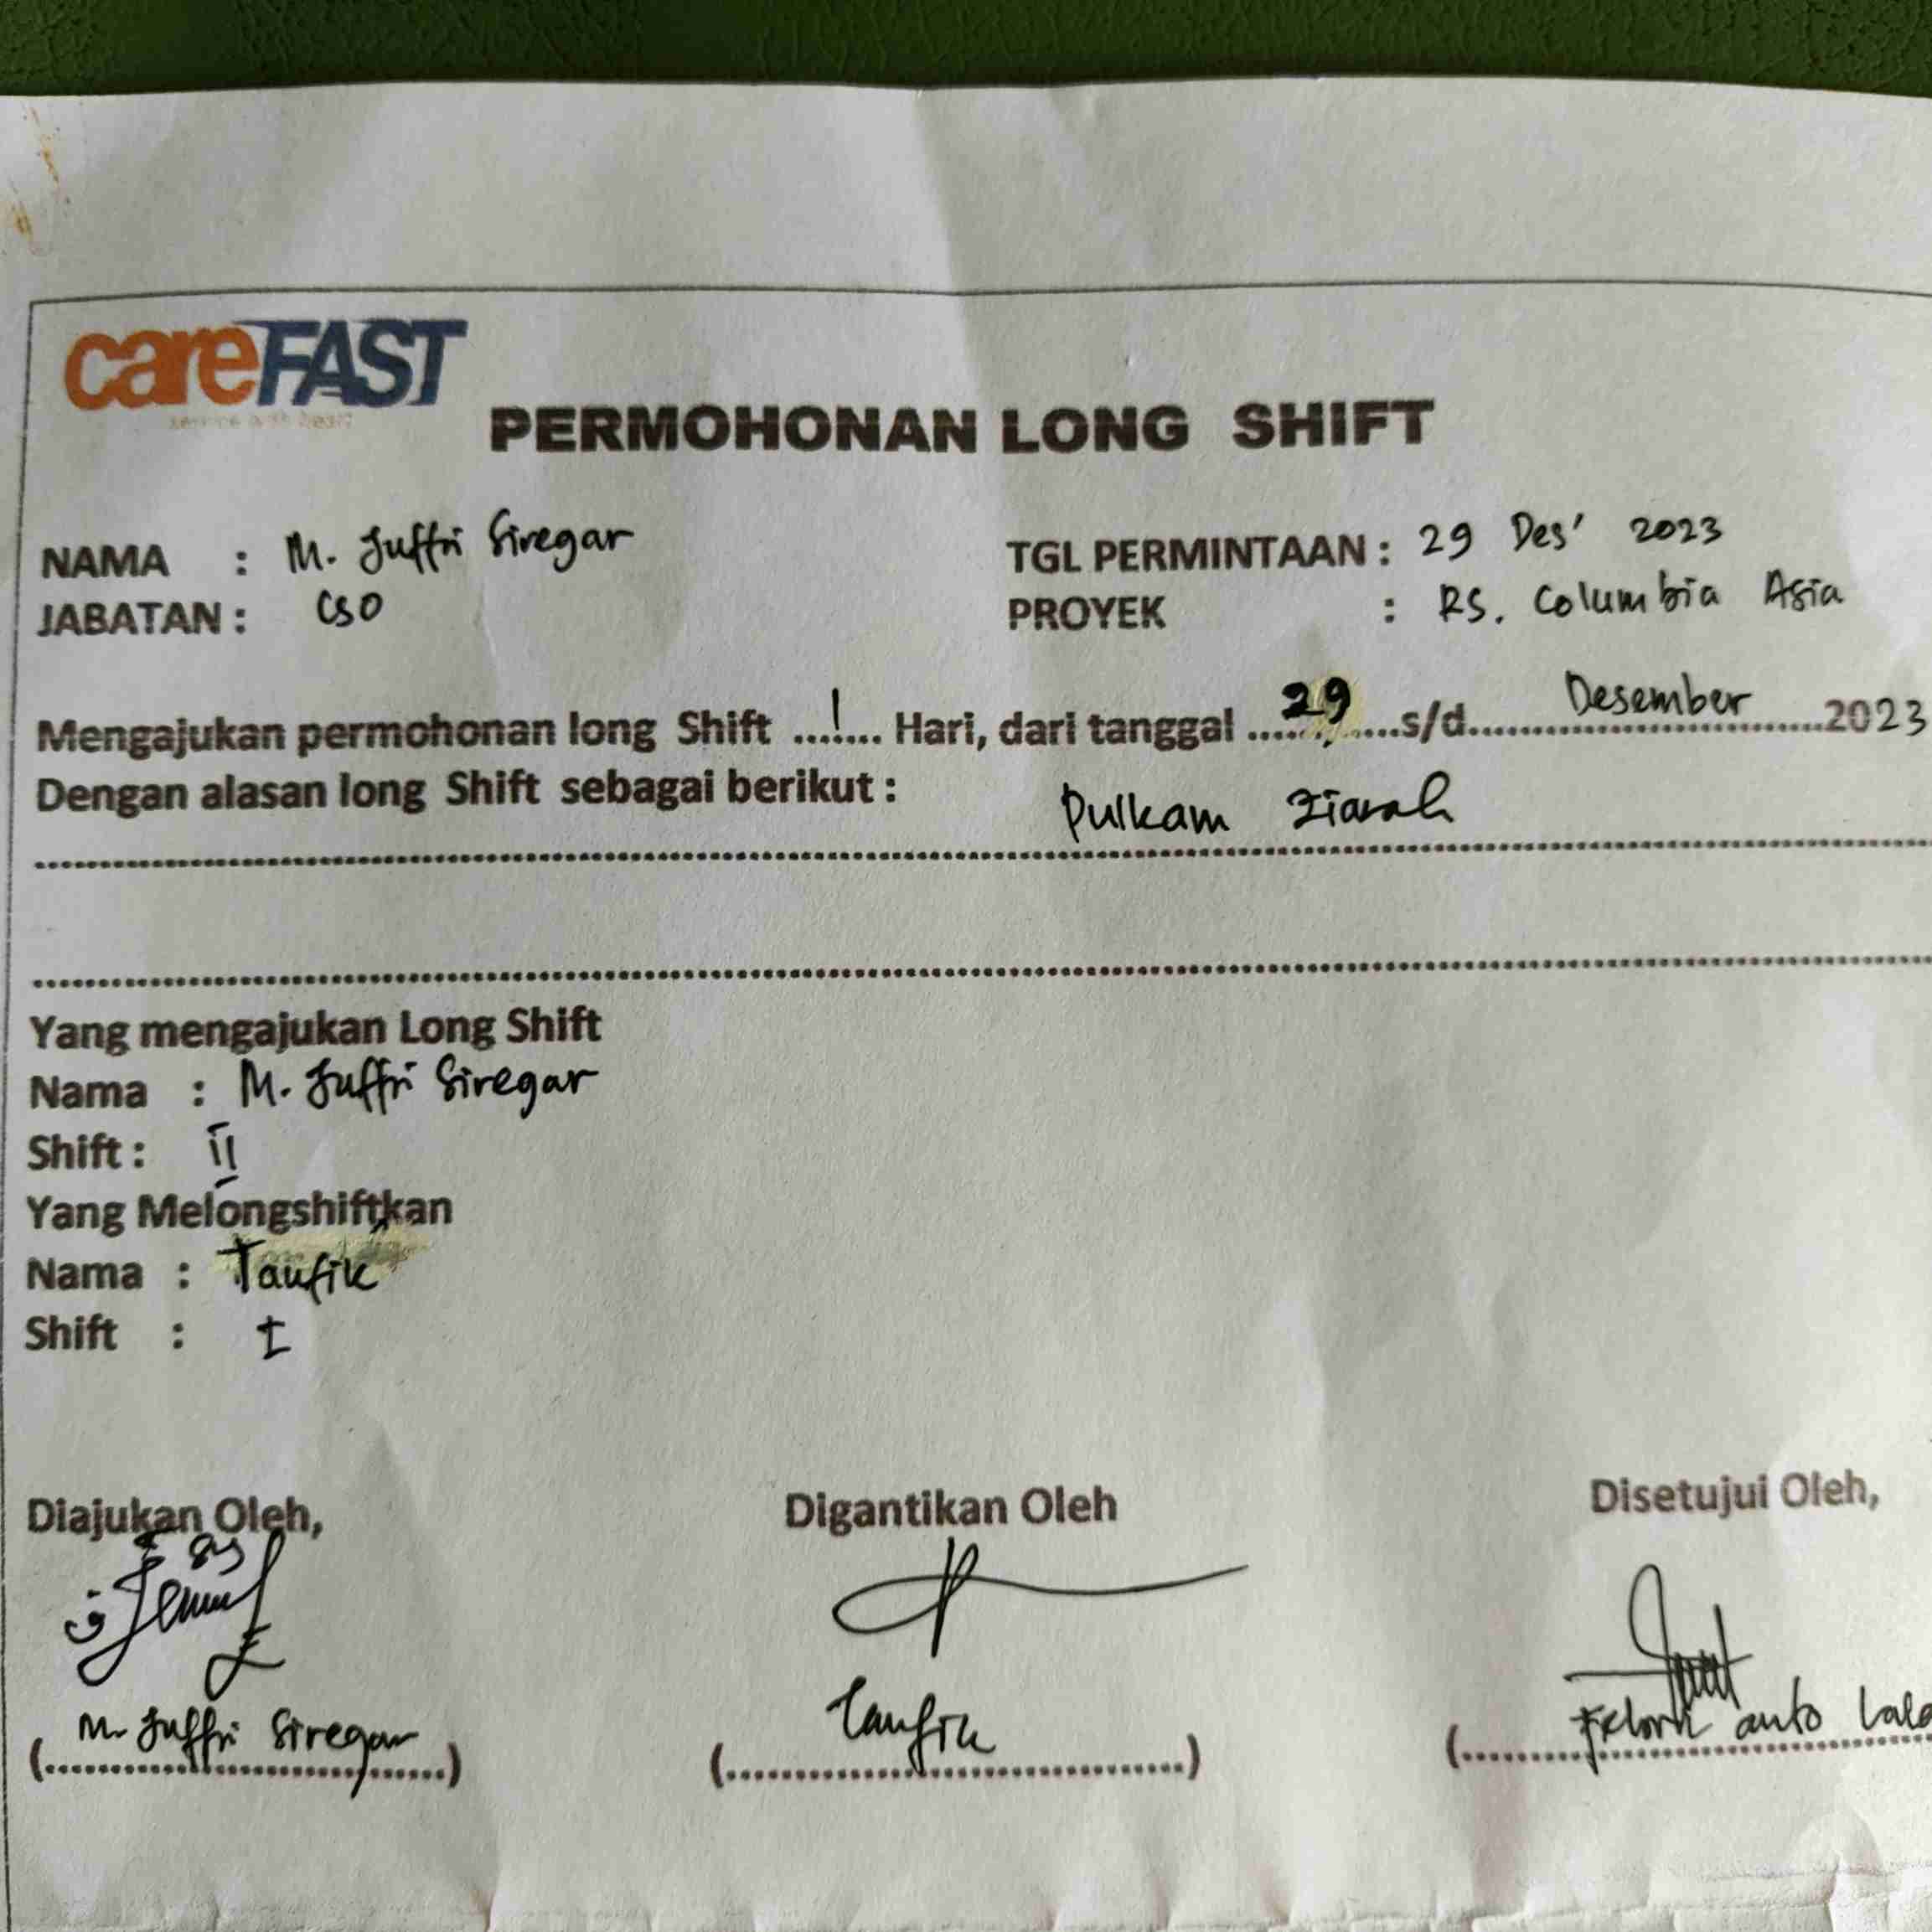 careFAST
service with heart
PERMOHONAN LONG SHIFT
NAMA : M. Juffri Siregar
JABATAN : CSO
TGL PERMINTAAN : 29 Des' 2023
PROYEK : RS. Columbia Asia
Mengajukan permohonan long Shift ...1... Hari, dari tanggal ......29......s/d........Desember........2023
Dengan alasan long Shift sebagai berikut : Pulkam Ziarah
Yang mengajukan Long Shift
Nama : M. Juffri Siregar
Shift : II
Yang Melongshiftkan
Nama : Taufik
Shift : I
Diajukan Oleh, Digantikan Oleh Disetujui Oleh,
(M. Juffri Siregar) (Taufik) (